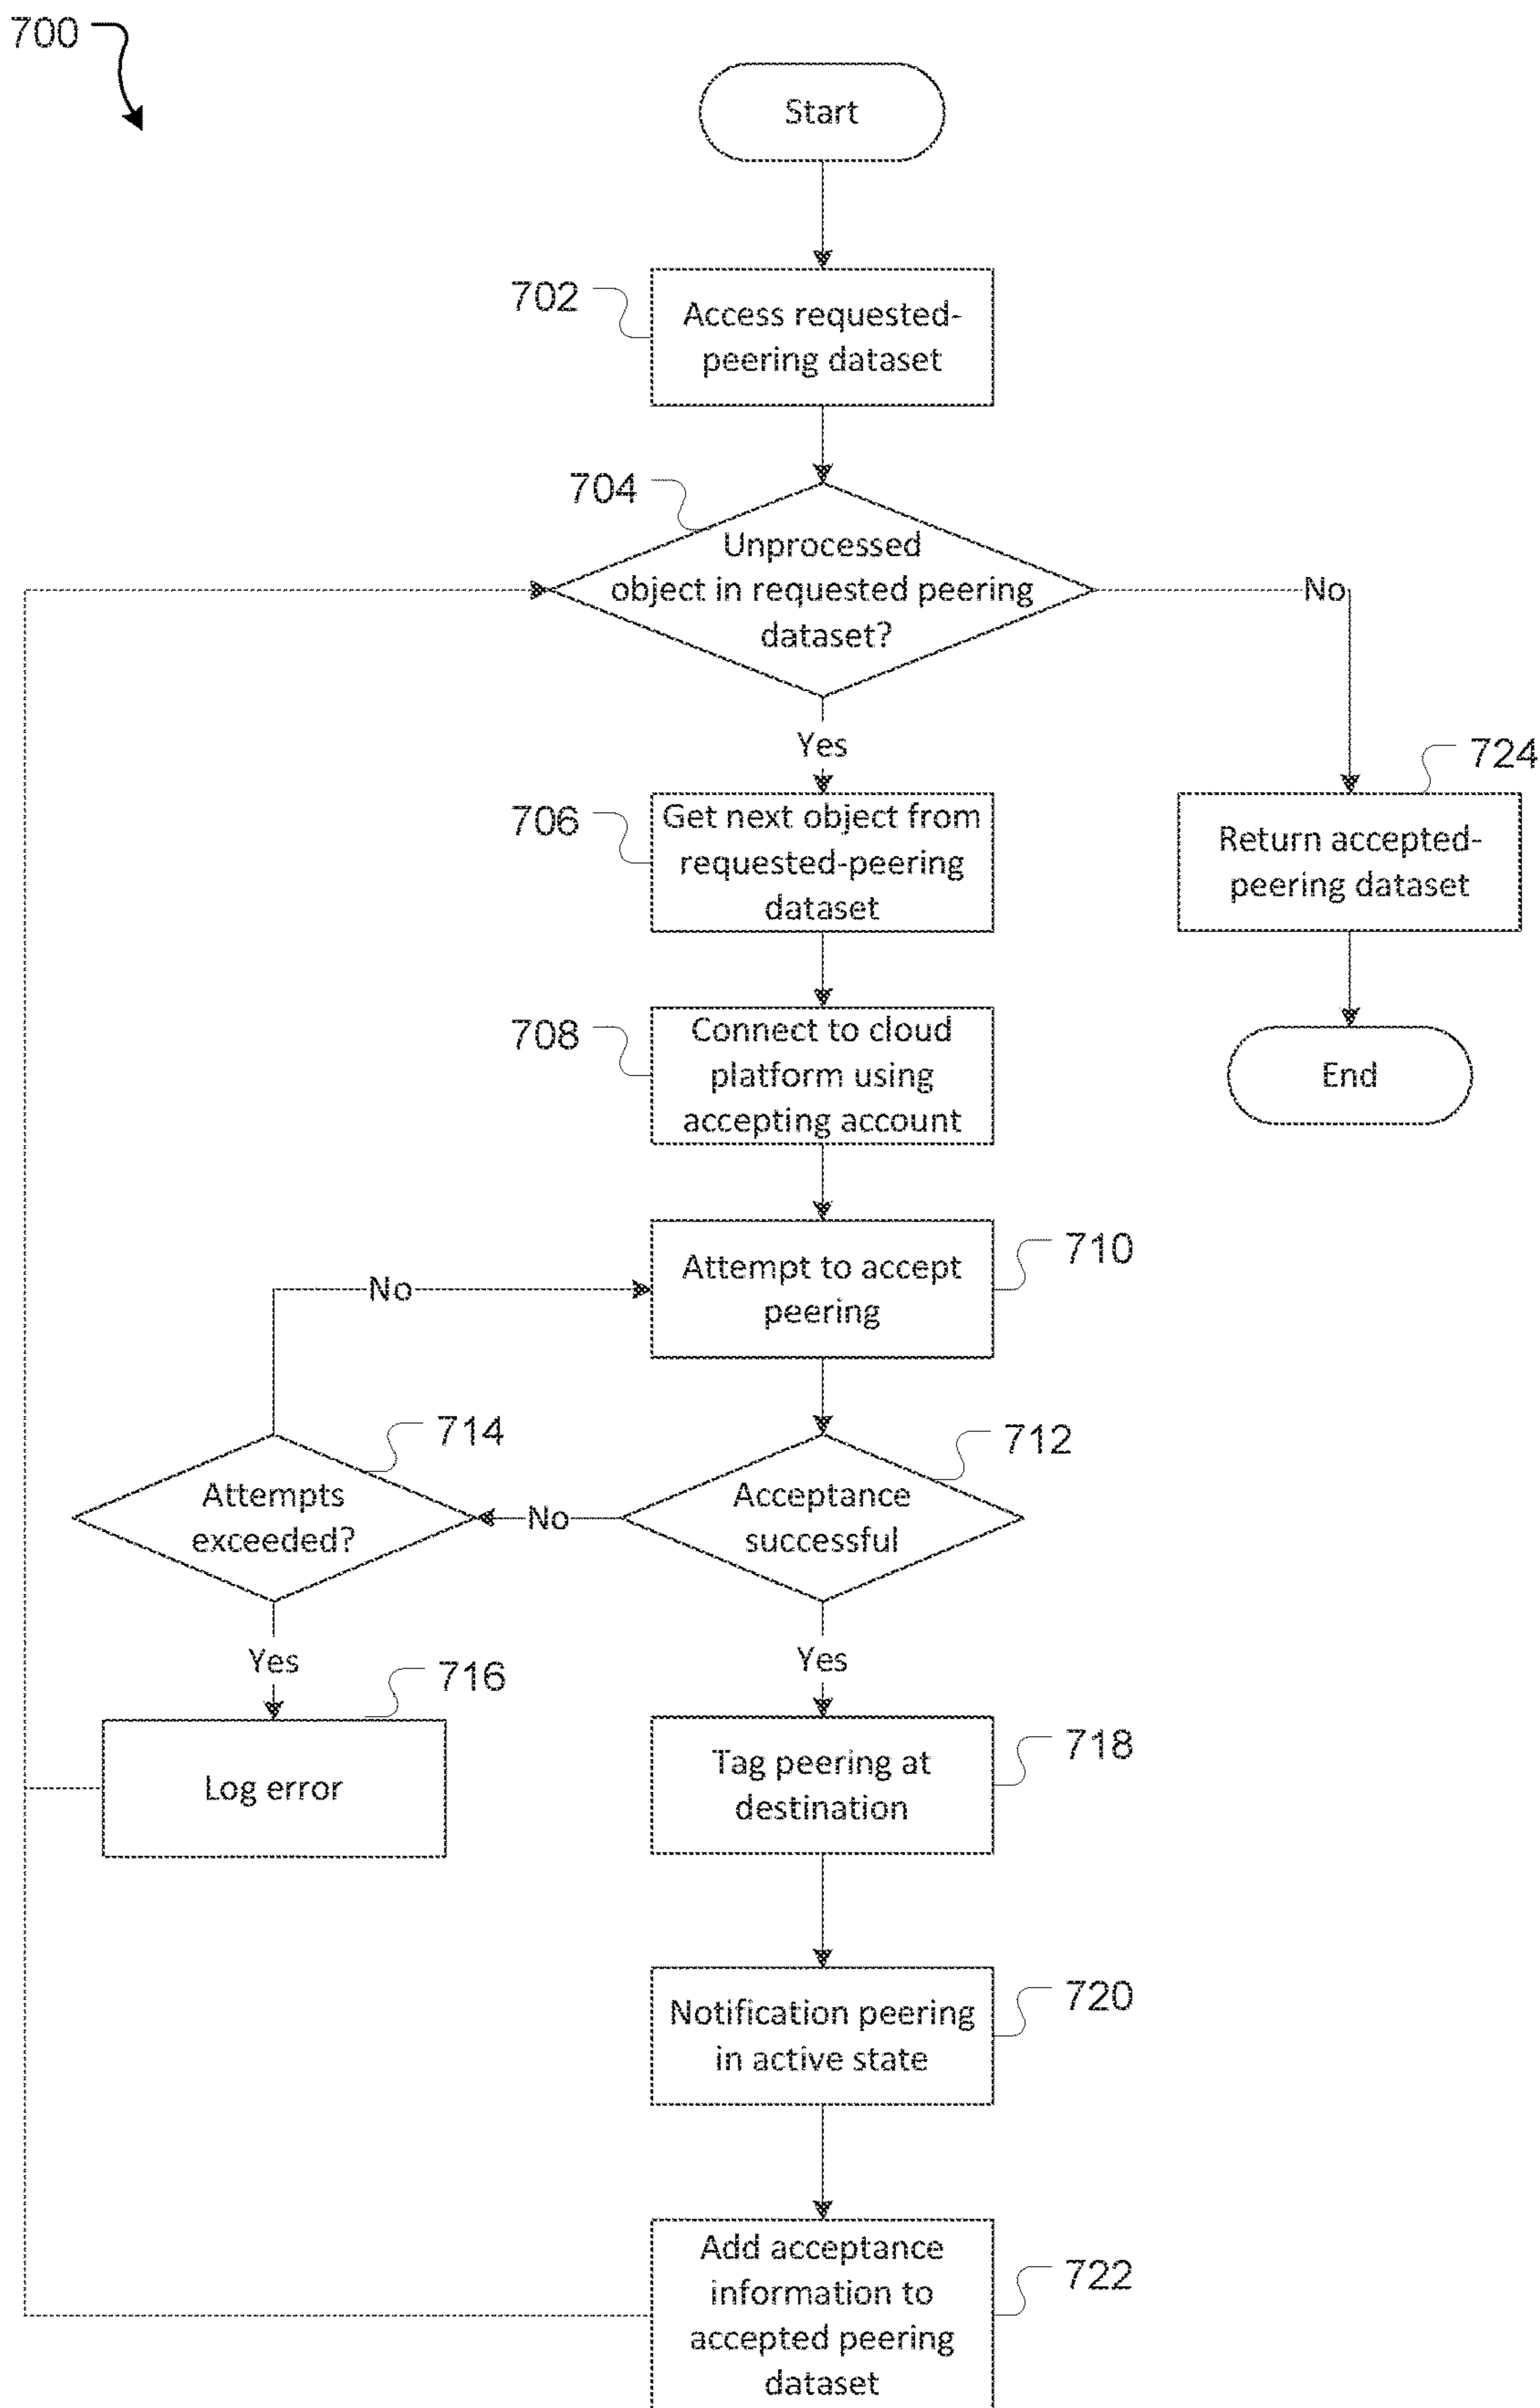 700
Start
702
Access requested-
peering dataset
704
Unprocessed
object in requested peering
dataset?
No
Yes
724
706
Get next object from
requested-peering
dataset
Return accepted-
peering dataset
708
Connect to cloud
platform using
accepting account
End
710
Attempt to accept
peering
No
714
712
Attempts
exceeded?
No
Acceptance
successful
Yes
Yes
716
Log error
718
Tag peering at
destination
720
Notification peering
in active state
722
Add acceptance
information to
accepted peering
dataset